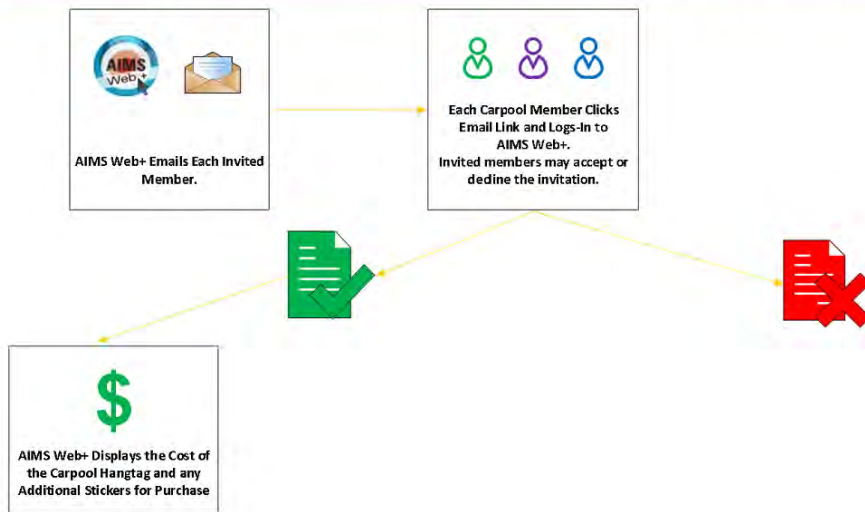 AIMS
Web+
AIMS Web+ Emails Each Invited
Member.
Each Carpool Member Clicks
Email Link and Logs-In to
AIMS Web+.
Invited members may accept or
decline the invitation.
$
AIMS Web+ Displays the Cost of
the Carpool Hangtag and any
Additional Stickers for Purchase